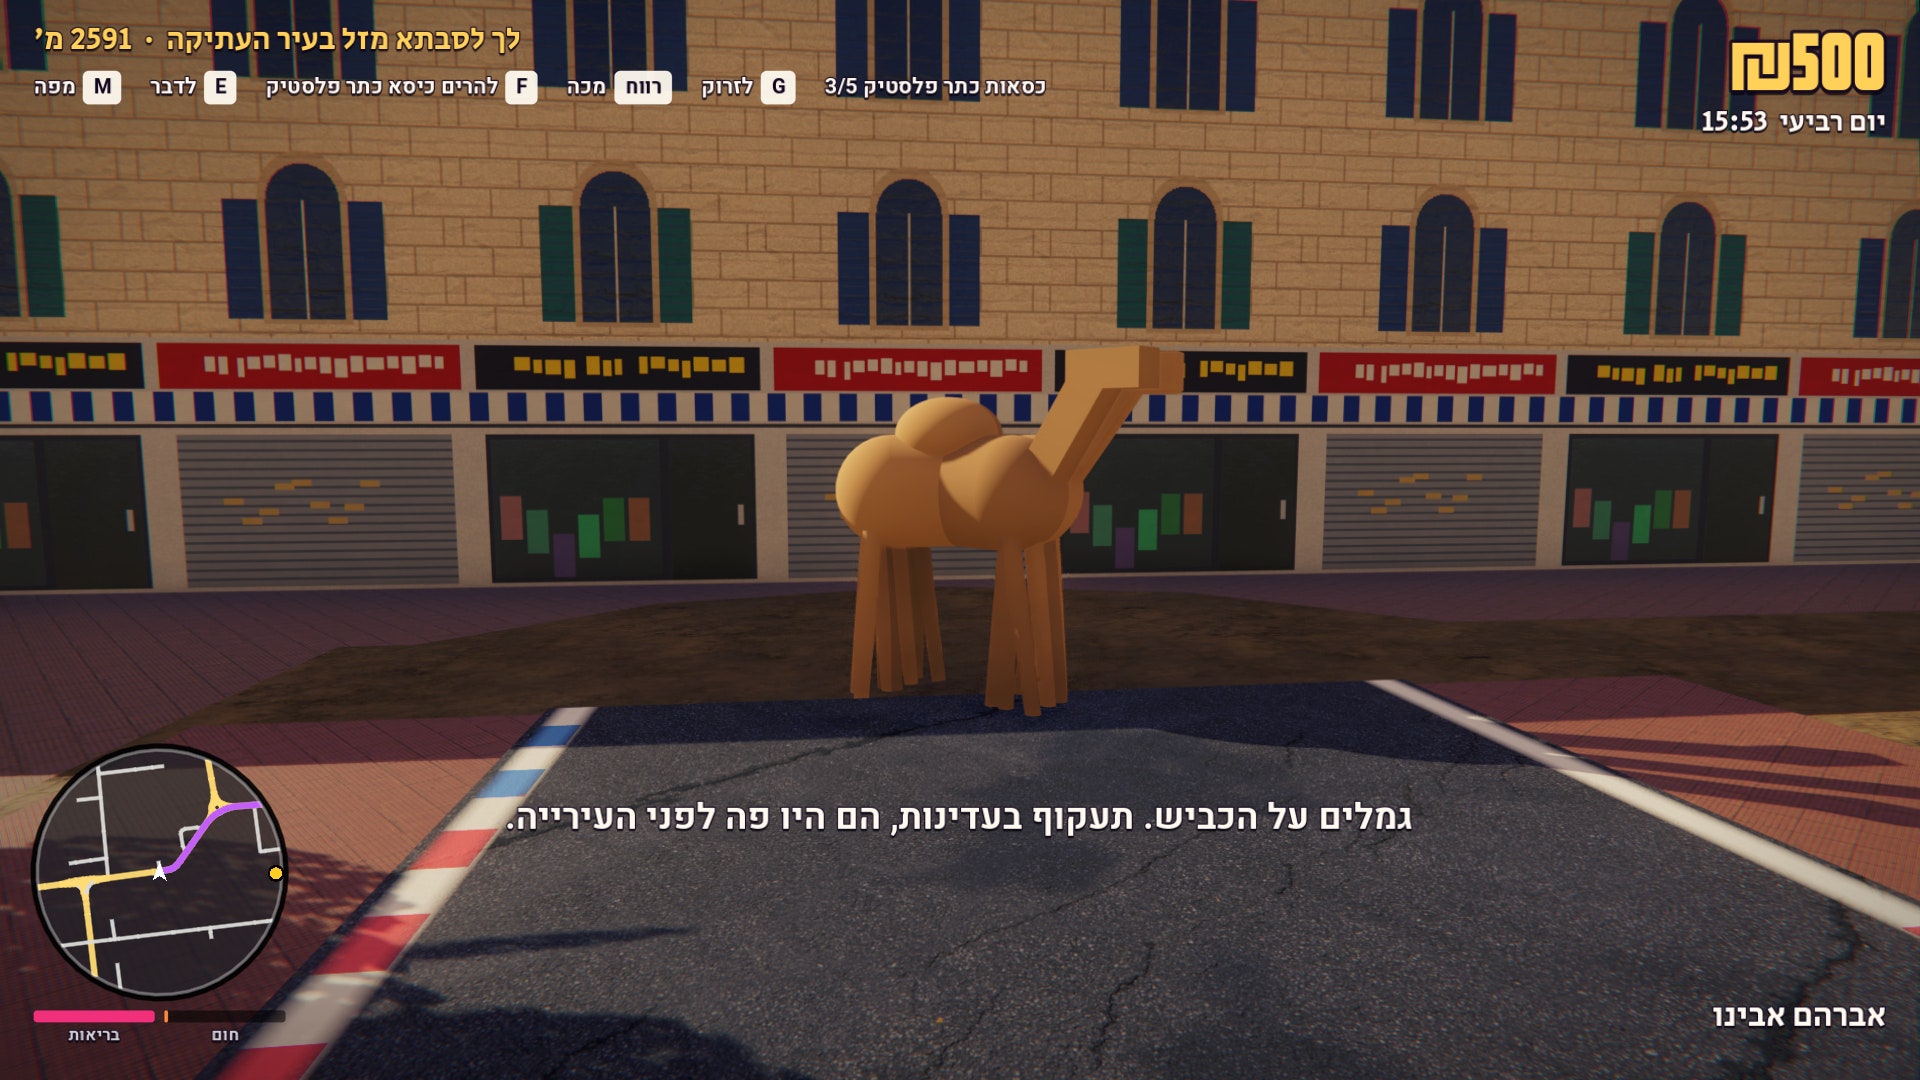 לך לסבתא מזל בעיר העתיקה · 2591 מ׳
M מפה
E לדבר
F להרים כיסא כתר פלסטיק
רווח מכה
G לזרוק
כסאות כתר פלסטיק 3/5
₪500
יום רביעי 15:53
גמלים על הכביש. תעקוף בעדינות, הם היו פה לפני העירייה.
בריאות
חום
אברהם אבינו